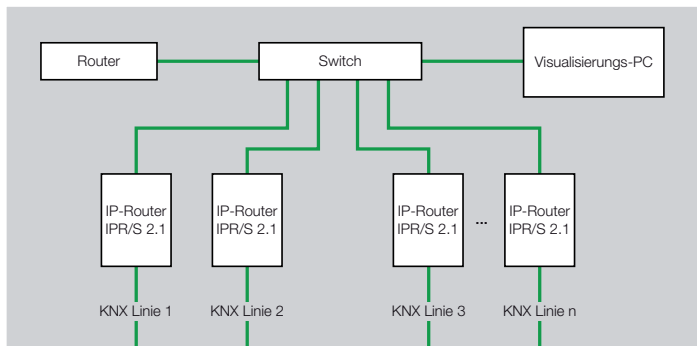 Router
Switch
Visualisierungs-PC
IP-Router
IPR/S 2.1
IP-Router
IPR/S 2.1
IP-Router
IPR/S 2.1
...
IP-Router
IPR/S 2.1
KNX Linie 1
KNX Linie 2
KNX Linie 3
KNX Linie n